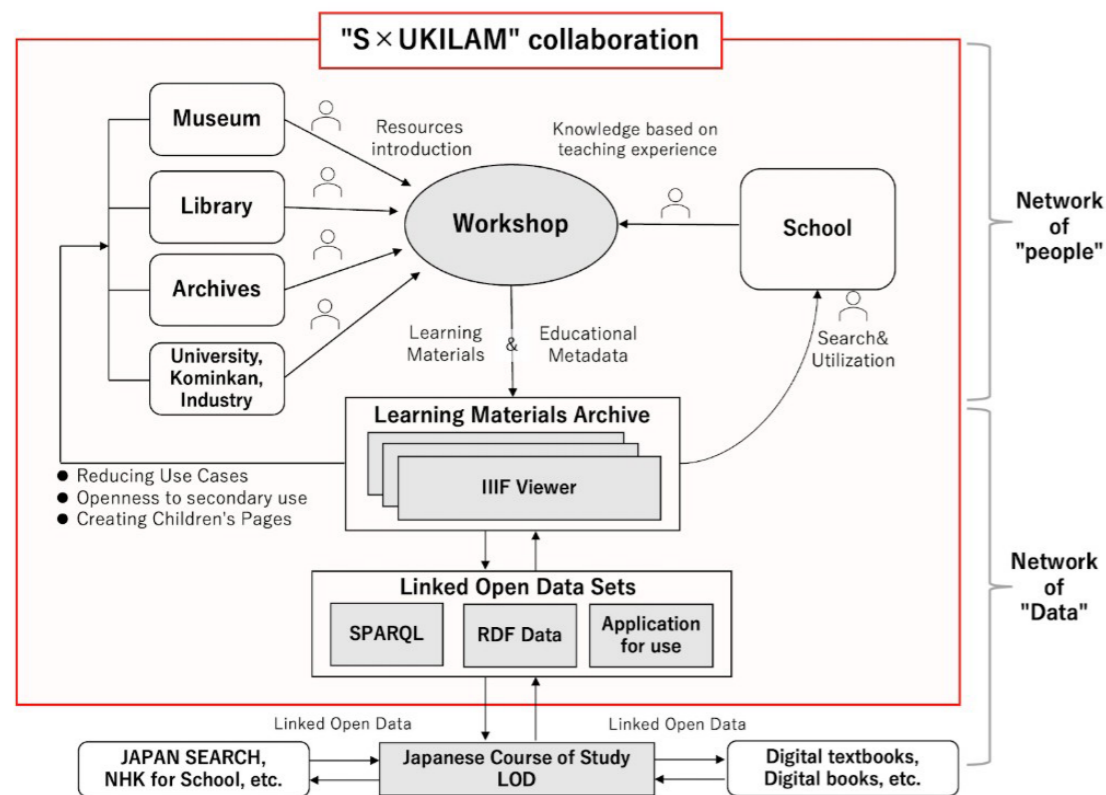 "S×UKILAM" collaboration
Museum
Library
Archives
University,
Kominkan,
Industry
Resources
introduction
Knowledge based on
teaching experience
Workshop
School
Learning
Materials
&
Educational
Metadata
Search&
Utilization
Network
of
"people"
Learning Materials Archive
IIIF Viewer
● Reducing Use Cases
● Openness to secondary use
● Creating Children's Pages
Linked Open Data Sets
SPARQL
RDF Data
Application
for use
Network
of
"Data"
Linked Open Data
Linked Open Data
JAPAN SEARCH,
NHK for School, etc.
Japanese Course of Study
LOD
Digital textbooks,
Digital books, etc.